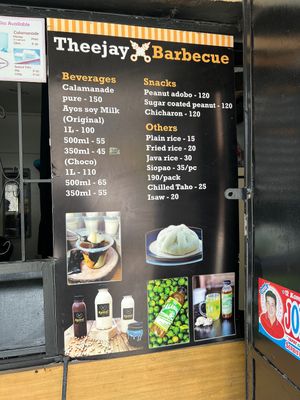 Calamanade
Theejay Barbecue
Beverages
Calamanade
pure - 150
Ayos soy Milk
(Original)
1L - 100
500ml - 55
350ml - 45
(Choco)
1L - 110
500ml - 65
350ml - 55
Snacks
Peanut adobo - 120
Sugar coated peanut - 120
Chicharon - 120
Others
Plain rice - 15
Fried rice - 20
Java rice - 30
Siopao - 35/pc
190/pack
Chilled Taho - 25
Isaw - 20